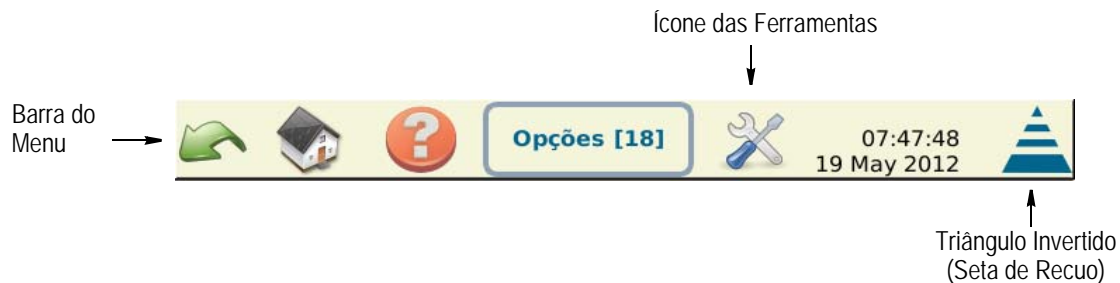 Ícone das Ferramentas
Barra do
Menu
?
Opções [18]
07:47:48
19 May 2012
Triângulo Invertido
(Seta de Recuo)